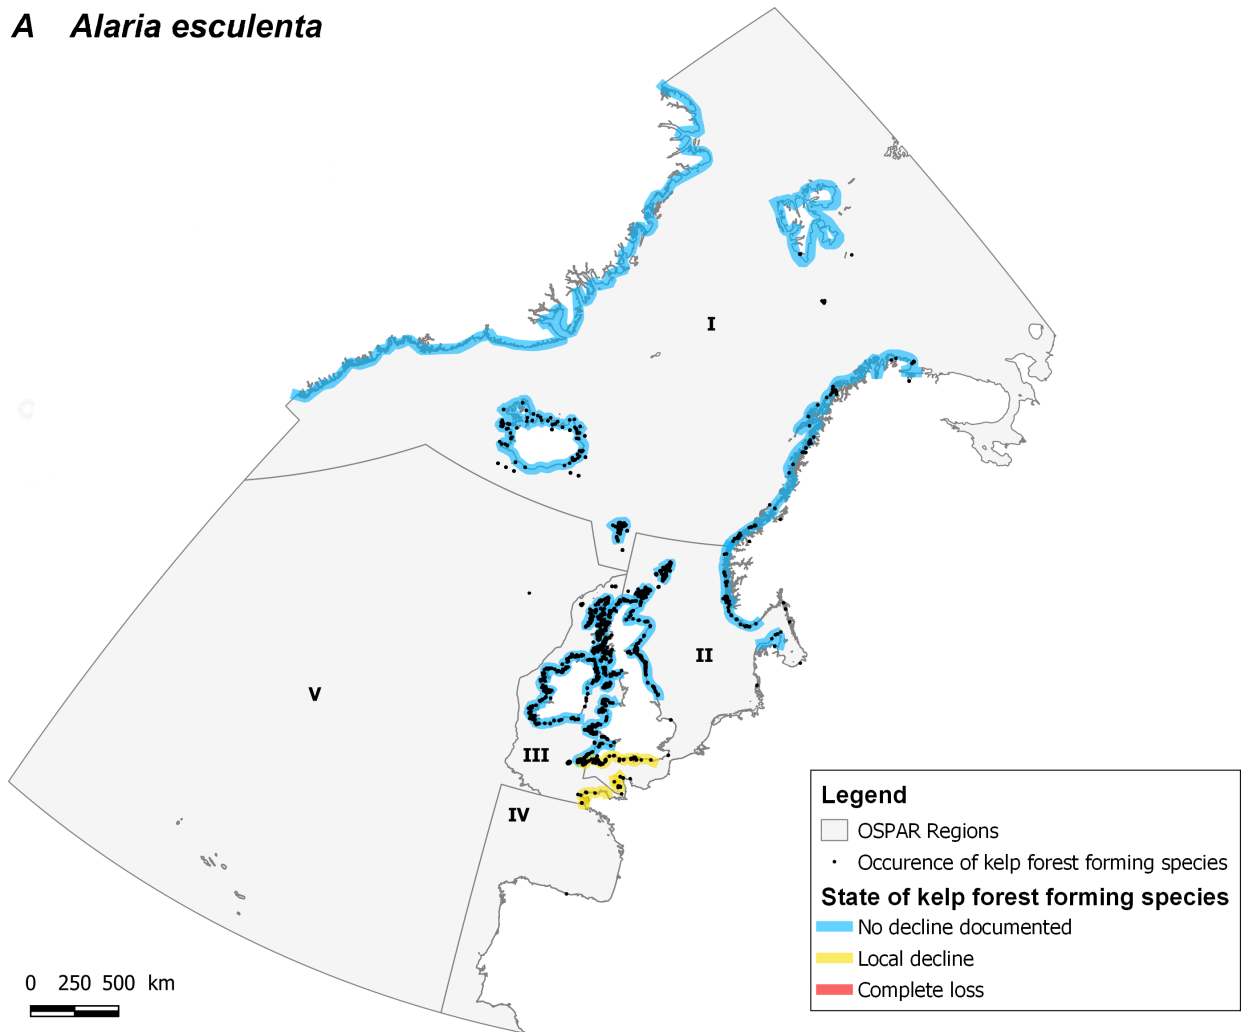 A Alaria esculenta
I
II
V
III
IV
Legend
OSPAR Regions
Occurence of kelp forest forming species
State of kelp forest forming species
No decline documented
Local decline
Complete loss
0 250 500 km